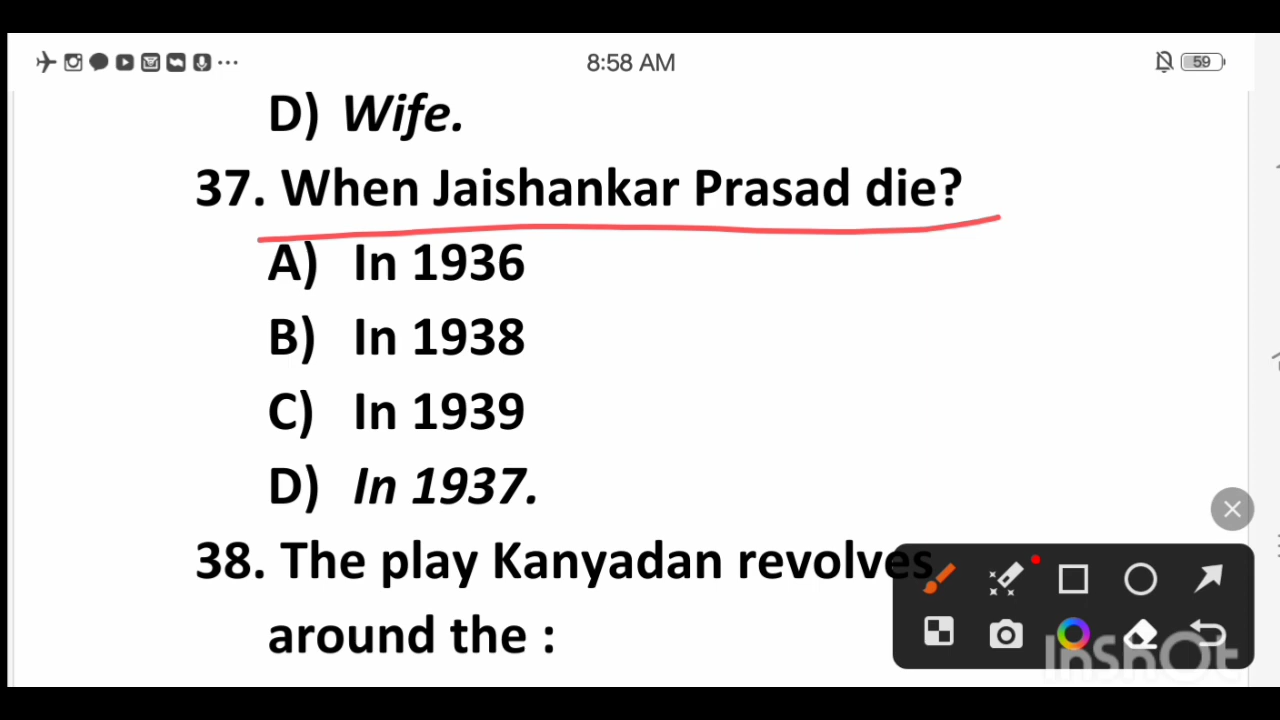 8:58 AM
59
D) Wife.
37. When Jaishankar Prasad die?
A) In 1936
B) In 1938
C) In 1939
D) In 1937.
38. The play Kanyadan revolves
around the :
InShOt